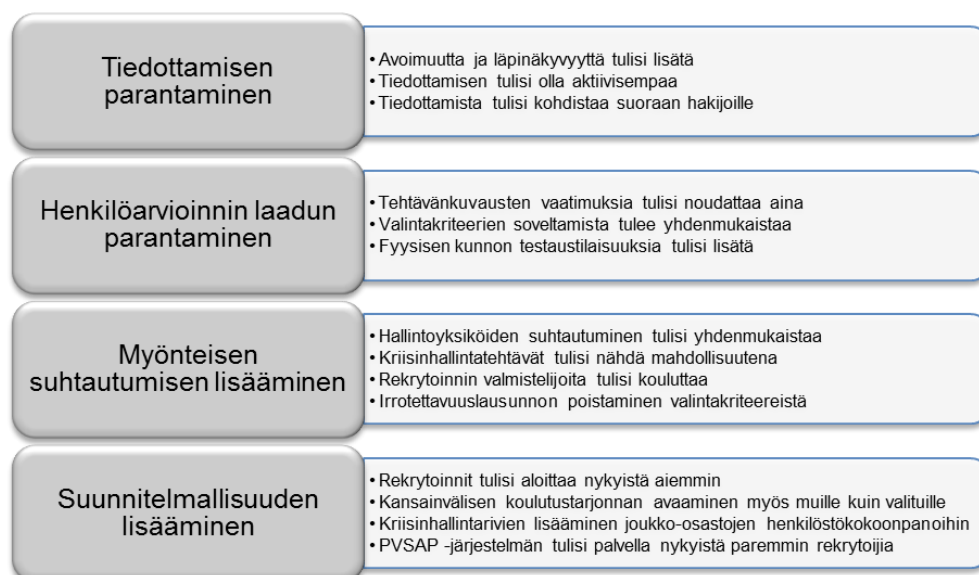 Tiedottamisen
parantaminen
• Avoimuutta ja läpinäkyvyyttä tulisi lisätä
• Tiedottamisen tulisi olla aktiivisempaa
• Tiedottamista tulisi kohdistaa suoraan hakijoille
Henkilöarvioinnin laadun
parantaminen
• Tehtävänkuvausten vaatimuksia tulisi noudattaa aina
• Valintakriteerien soveltamista tulee yhdenmukaistaa
• Fyysisen kunnon testaustilaisuuksia tulisi lisätä
Myönteisen
suhtautumisen lisääminen
• Hallintoyksiköiden suhtautuminen tulisi yhdenmukaistaa
• Kriisinhallintatehtävät tulisi nähdä mahdollisuutena
• Rekrytoinnin valmistelijoita tulisi kouluttaa
• Irrotettavuuslausunnon poistaminen valintakriteereistä
Suunnitelmallisuuden
lisääminen
• Rekrytoinnit tulisi aloittaa nykyistä aiemmin
• Kansainvälisen koulutustarjonnan avaaminen myös muille kuin valituille
• Kriisinhallintarivien lisääminen joukko-osastojen henkilöstökokoonpanoihin
• PVSAP -järjestelmän tulisi palvella nykyistä paremmin rekrytoijia